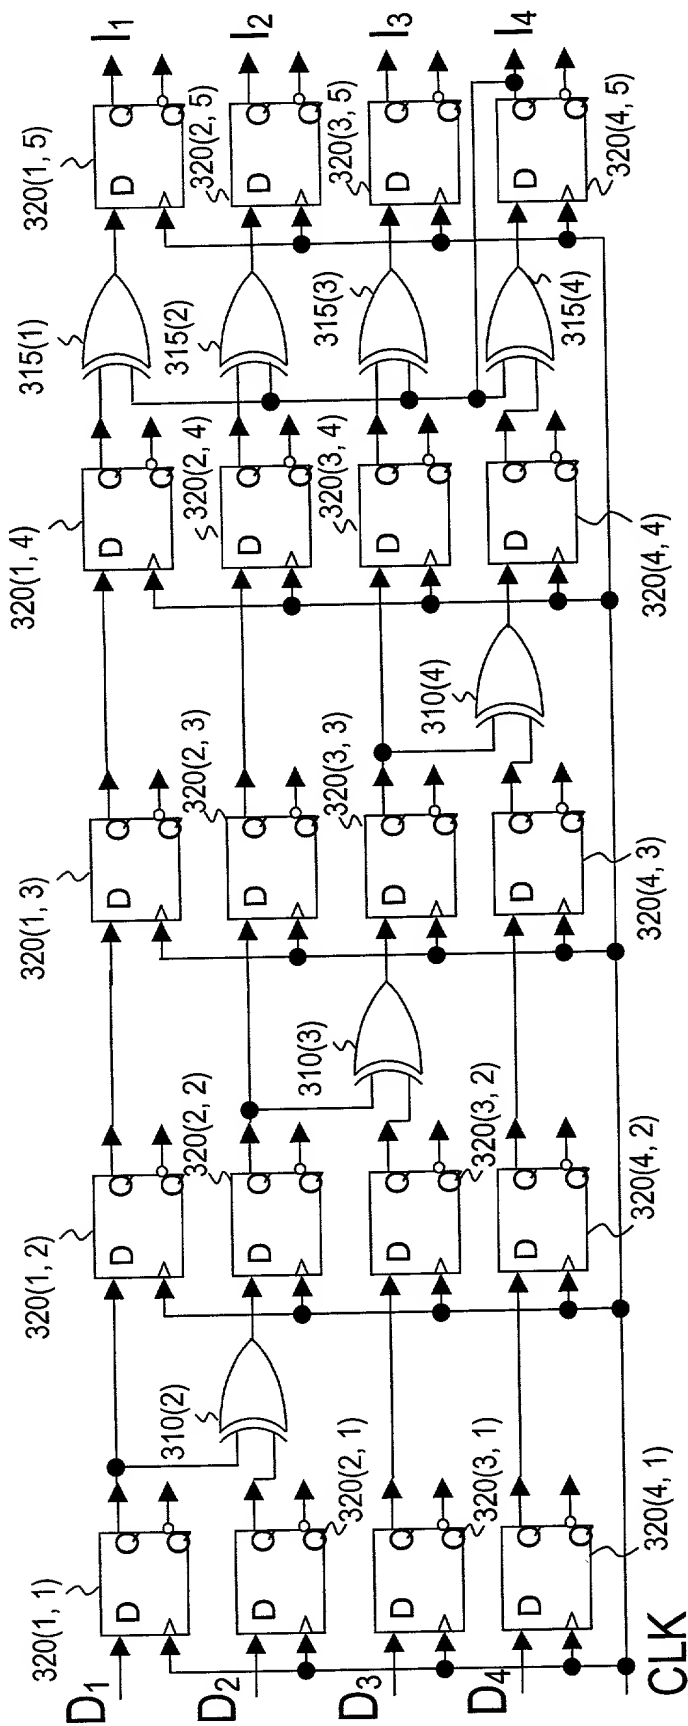 320(1, 1)
320(1, 2)
320(1, 3)
320(1, 4)
315(1)
320(1, 5)
D₁
D Q
D Q
D Q
D Q
D Q
I₁
Q
Q
Q
Q
Q
310(2)
320(2, 2)
320(2, 3)
320(2, 4)
315(2)
320(2, 5)
D₂
D Q
D Q
D Q
D Q
D Q
I₂
Q
Q
Q
Q
Q
320(2, 1)
310(3)
320(3, 3)
320(3, 4)
315(3)
320(3, 5)
D₃
D Q
D Q
D Q
D Q
D Q
I₃
Q
Q
Q
Q
Q
320(3, 1)
320(3, 2)
310(4)
D₄
D Q
D Q
D Q
D Q
D Q
I₄
Q
Q
Q
Q
Q
320(4, 1)
320(4, 2)
320(4, 3)
320(4, 4)
315(4)
320(4, 5)
CLK